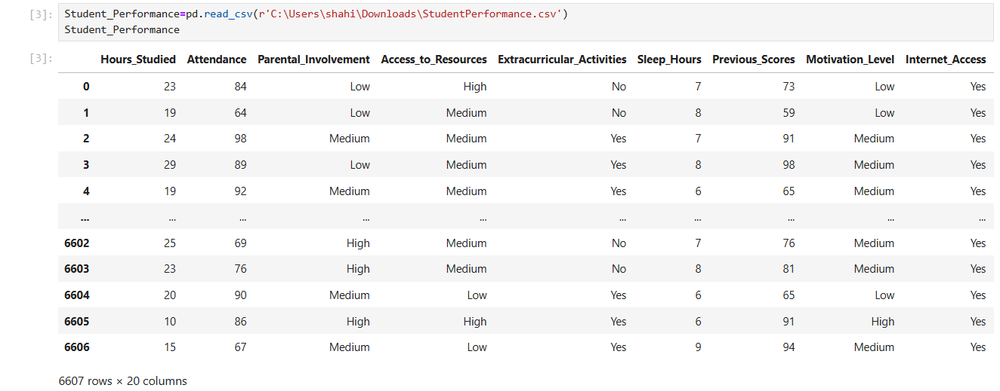 [3]: Student_Performance=pd.read_csv(r'C:\Users\shahi\Downloads\StudentPerformance.csv')
Student_Performance
[3]: Hours_Studied Attendance Parental_Involvement Access_to_Resources Extracurricular_Activities Sleep_Hours Previous_Scores Motivation_Level Internet_Access
0 23 84 Low High No 7 73 Low Yes
1 19 64 Low Medium No 8 59 Low Yes
2 24 98 Medium Medium Yes 7 91 Medium Yes
3 29 89 Low Medium Yes 8 98 Medium Yes
4 19 92 Medium Medium Yes 6 65 Medium Yes
... ... ... ... ... ... ... ... ... ...
6602 25 69 High Medium No 7 76 Medium Yes
6603 23 76 High Medium No 8 81 Medium Yes
6604 20 90 Medium Low Yes 6 65 Low Yes
6605 10 86 High High Yes 6 91 High Yes
6606 15 67 Medium Low Yes 9 94 Medium Yes
6607 rows × 20 columns